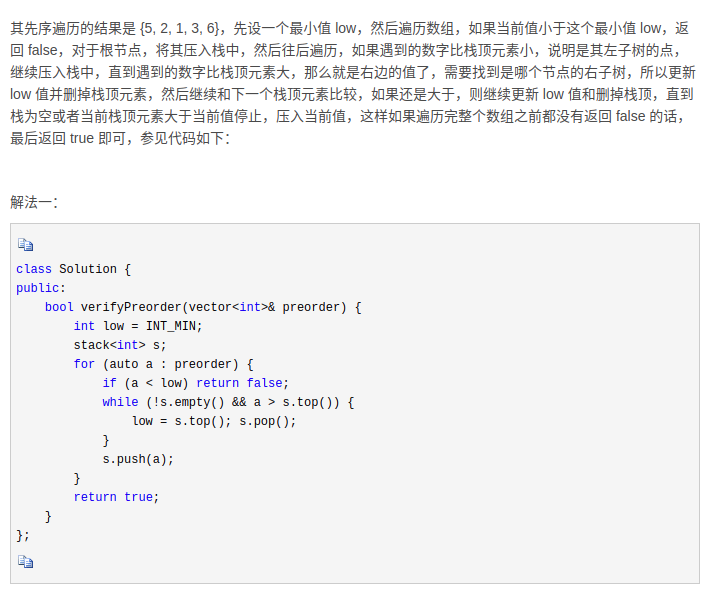 其先序遍历的结果是 {5, 2, 1, 3, 6}，先设一个最小值 low，然后遍历数组，如果当前值小于这个最小值 low，返
回 false，对于根节点，将其压入栈中，然后往后遍历，如果遇到的数字比栈顶元素小，说明是其左子树的点，
继续压入栈中，直到遇到的数字比栈顶元素大，那么就是右边的值了，需要找到是哪个节点的右子树，所以更新
low 值并删掉栈顶元素，然后继续和下一个栈顶元素比较，如果还是大于，则继续更新 low 值和删掉栈顶，直到
栈为空或者当前栈顶元素大于当前值停止，压入当前值，这样如果遍历完整个数组之前都没有返回 false 的话，
最后返回 true 即可，参见代码如下：
解法一：
class Solution {
public:
    bool verifyPreorder(vector<int>& preorder) {
        int low = INT_MIN;
        stack<int> s;
        for (auto a : preorder) {
            if (a < low) return false;
            while (!s.empty() && a > s.top()) {
                low = s.top(); s.pop();
            }
            s.push(a);
        }
        return true;
    }
};